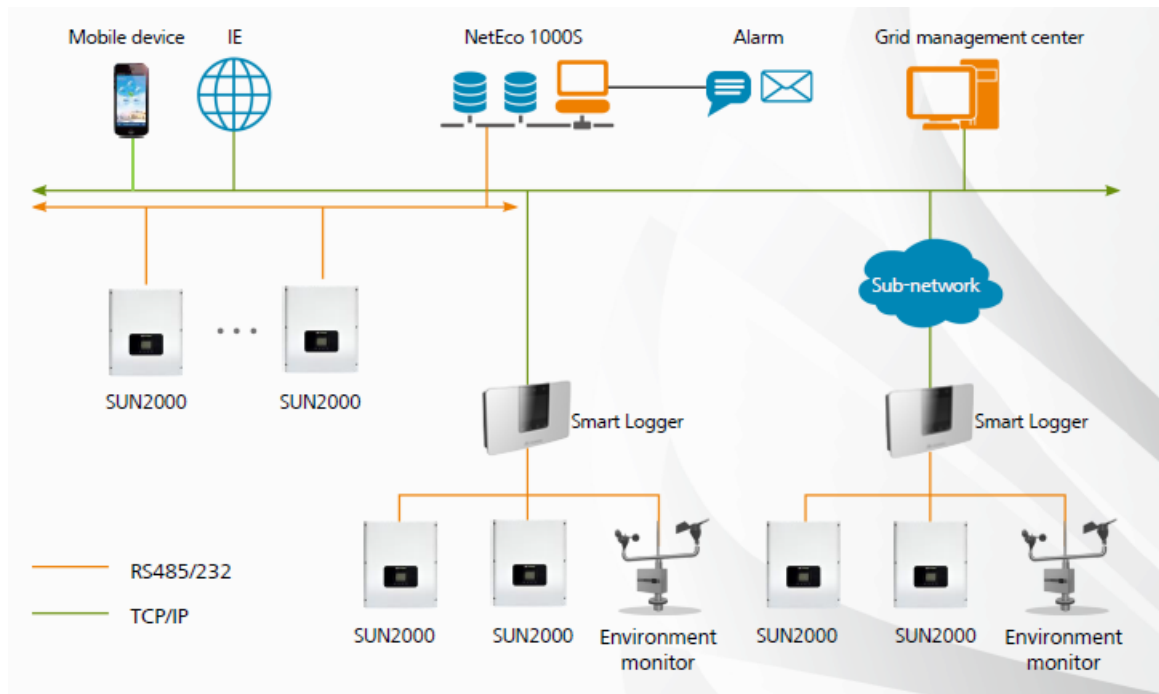 Mobile device
IE
NetEco 1000S
Alarm
Grid management center
Sub-network
SUN2000
SUN2000
Smart Logger
Smart Logger
RS485/232
TCP/IP
SUN2000
SUN2000
Environment
monitor
SUN2000
SUN2000
Environment
monitor